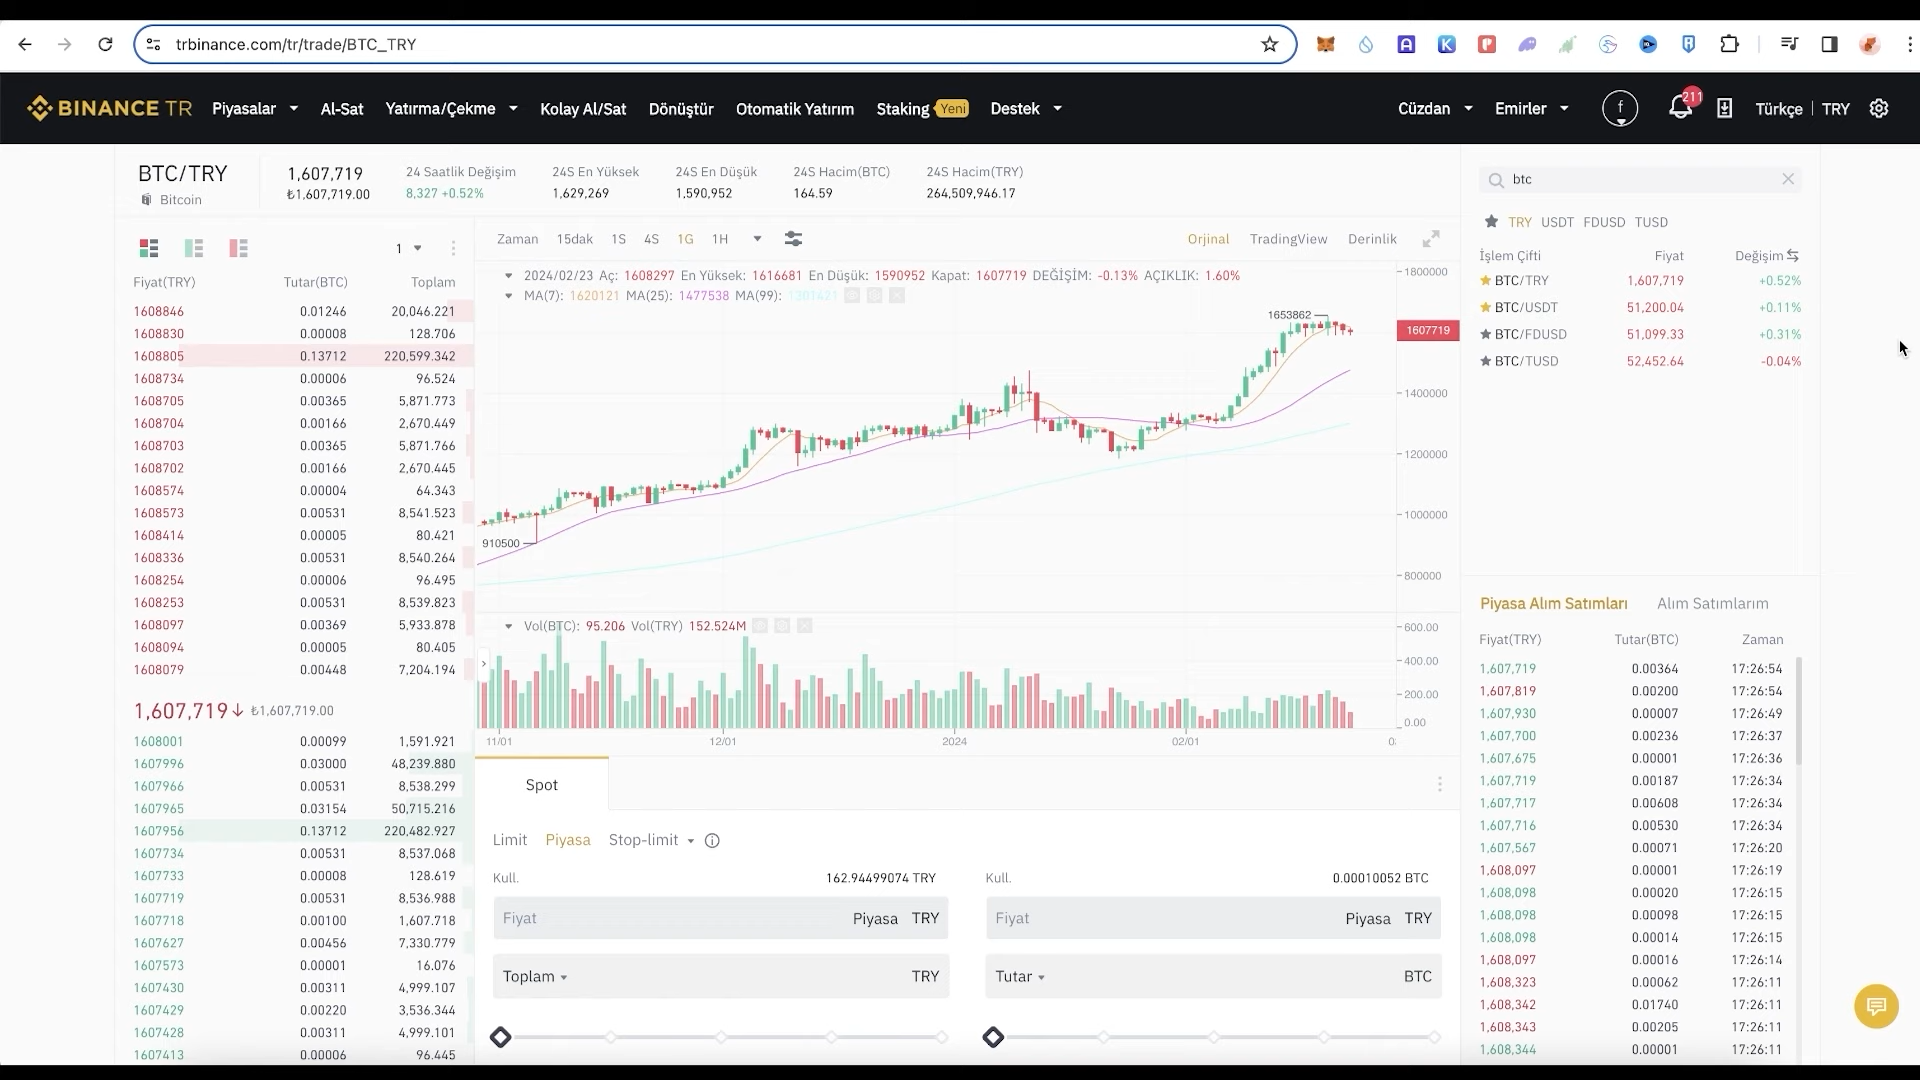 trbinance.com/tr/trade/BTC_TRY
BINANCE TR Piyasalar Al-Sat Yatırma/Çekme Kolay Al/Sat Dönüştür Otomatik Yatırım Staking Yeni Destek Cüzdan Emirler f 211 Türkçe | TRY
BTC/TRY 1,607,719 24 Saatlik Değişim 24S En Yüksek 24S En Düşük 24S Hacim(BTC) 24S Hacim(TRY)
Bitcoin ₺1,607,719.00 8,327 +0.52% 1,629,269 1,590,952 164.59 264,509,946.17
1
Fiyat(TRY) Tutar(BTC) Toplam
1608846 0.01246 20,046.221
1608830 0.00008 128.706
1608805 0.13712 220,599.342
1608734 0.00006 96.524
1608705 0.00365 5,871.773
1608704 0.00166 2,670.449
1608703 0.00365 5,871.766
1608702 0.00166 2,670.445
1608574 0.00004 64.343
1608573 0.00531 8,541.523
1608414 0.00005 80.421
1608336 0.00531 8,540.264
1608254 0.00006 96.495
1608253 0.00531 8,539.823
1608097 0.00369 5,933.878
1608094 0.00005 80.405
1608079 0.00448 7,204.194
1,607,719↓ ₺1,607,719.00
1608001 0.00099 1,591.921
1607996 0.03000 48,239.880
1607966 0.00531 8,538.299
1607965 0.03154 50,715.216
1607956 0.13712 220,482.927
1607734 0.00531 8,537.068
1607733 0.00008 128.619
1607719 0.00531 8,536.988
1607718 0.00100 1,607.718
1607627 0.00456 7,330.779
1607573 0.00001 16.076
1607430 0.00311 4,999.107
1607429 0.00220 3,536.344
1607428 0.00311 4,999.101
1607413 0.00006 96.445
Zaman 15dak 1S 4S 1G 1H Orjinal TradingView Derinlik
2024/02/23 Aç: 1608297 En Yüksek: 1616681 En Düşük: 1590952 Kapat: 1607719 DEĞİŞİM: -0.13% AÇIKLIK: 1.60%
MA(7): 1620121 MA(25): 1477538 MA(99): 1301421
1800000
1653862
1607719
1400000
1200000
1000000
910500
800000
Vol(BTC): 95.206 Vol(TRY) 152.524M
600.00
400.00
200.00
0.00
11/01 12/01 2024 02/01 0
Spot
Limit Piyasa Stop-limit
Kull. 162.94499074 TRY Kull. 0.00010052 BTC
Fiyat Piyasa TRY Fiyat Piyasa TRY
Toplam TRY Tutar BTC
btc
TRY USDT FDUSD TUSD
İşlem Çifti Fiyat Değişim
BTC/TRY 1,607,719 +0.52%
BTC/USDT 51,200.04 +0.11%
BTC/FDUSD 51,099.33 +0.31%
BTC/TUSD 52,452.64 -0.04%
Piyasa Alım Satımları Alım Satımlarım
Fiyat(TRY) Tutar(BTC) Zaman
1,607,719 0.00364 17:26:54
1,607,819 0.00200 17:26:54
1,607,930 0.00007 17:26:49
1,607,700 0.00236 17:26:37
1,607,675 0.00001 17:26:36
1,607,719 0.00187 17:26:34
1,607,717 0.00608 17:26:34
1,607,716 0.00530 17:26:34
1,607,567 0.00071 17:26:20
1,608,097 0.00001 17:26:19
1,608,098 0.00020 17:26:15
1,608,098 0.00098 17:26:15
1,608,098 0.00014 17:26:15
1,608,097 0.00016 17:26:14
1,608,323 0.00062 17:26:11
1,608,342 0.01740 17:26:11
1,608,343 0.00205 17:26:11
1,608,344 0.00001 17:26:11